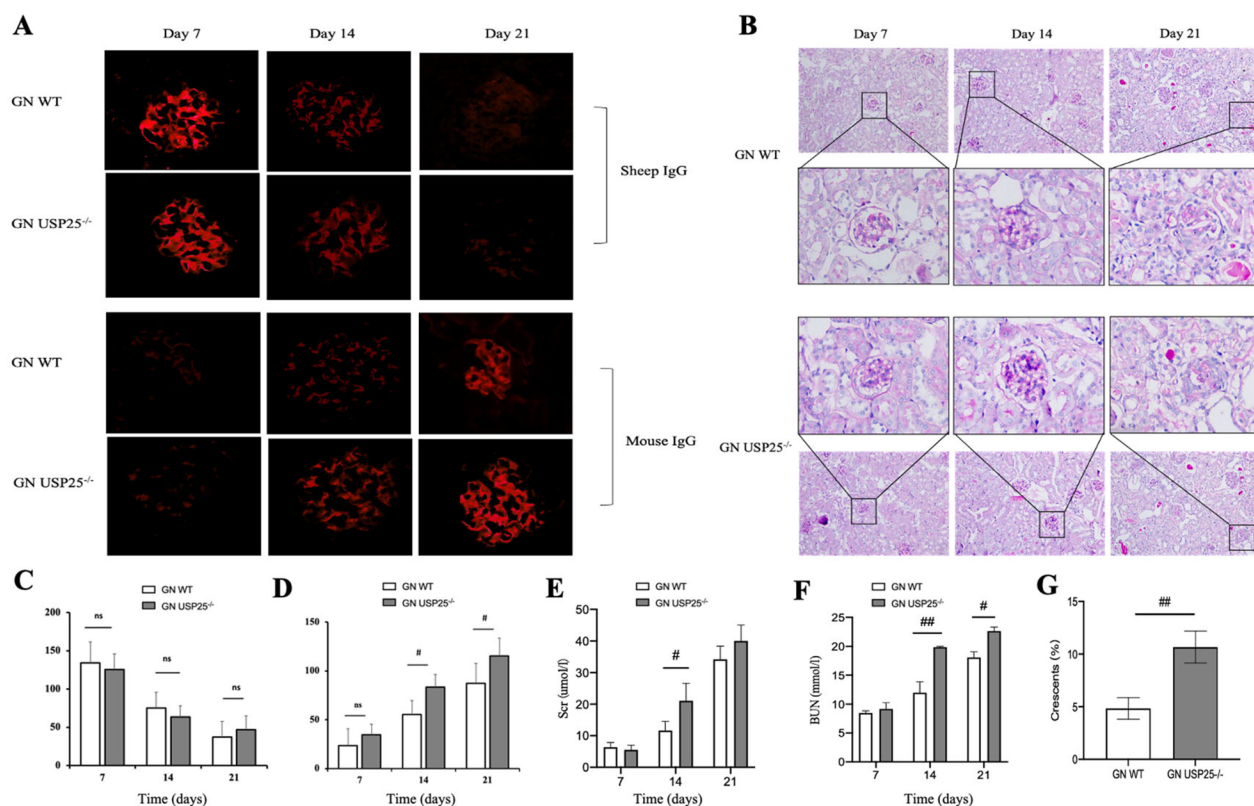 A
Day 7 Day 14 Day 21
GN WT
Sheep IgG
GN USP25-/-
GN WT
Mouse IgG
GN USP25-/-
B
Day 7 Day 14 Day 21
GN WT
GN USP25-/-
C
GN WT
GN USP25-/-
200
150
100
50
0
ns
ns
ns
7 14 21
Time (days)
D
GN WT
GN USP25-/-
150
100
50
0
ns
#
#
7 14 21
Time (days)
E
GN WT
GN USP25-/-
Scr (umol/l)
50
40
30
20
10
0
#
7 14 21
Time (days)
F
GN WT
GN USP25-/-
BUN (mmol/l)
30
25
20
15
10
5
0
##
#
7 14 21
Time (days)
G
Crescents (%)
15
10
5
0
##
GN WT GN USP25-/-